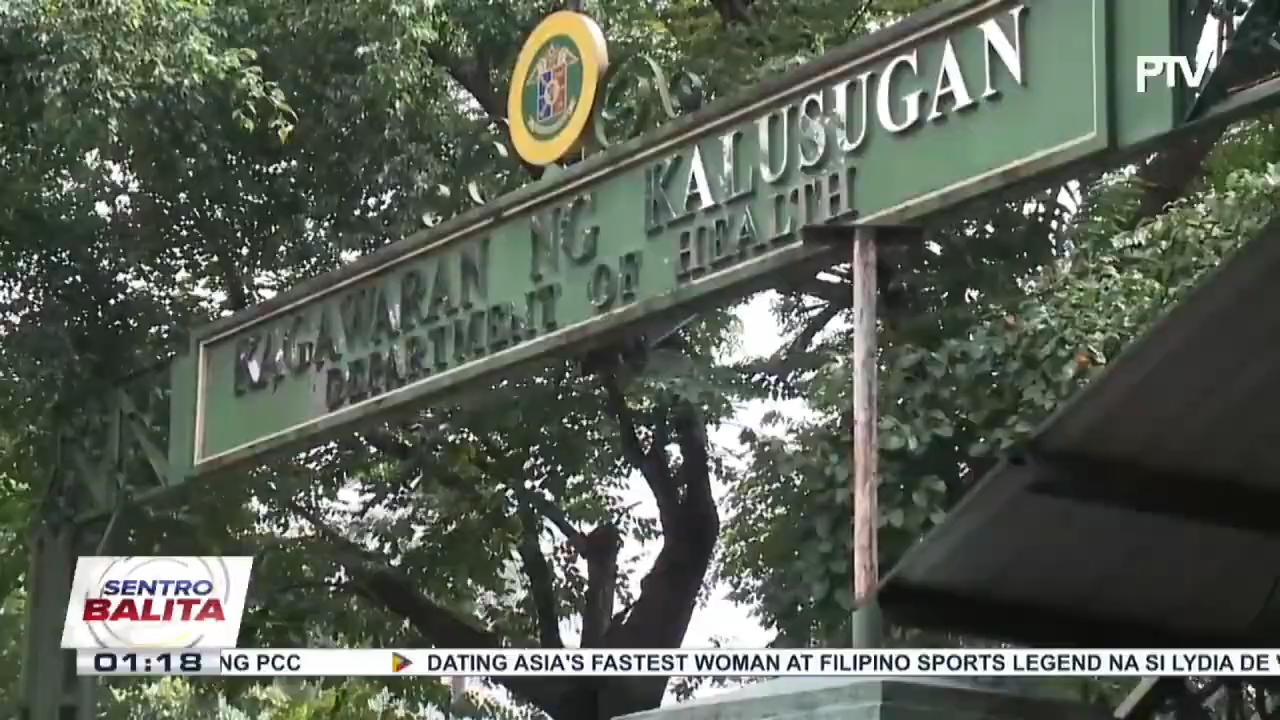 PTV
KAGAWARAN NG KALUSUGAN
DEPARTMENT OF HEALTH
SENTRO
BALITA
01:18 NG PCC DATING ASIA'S FASTEST WOMAN AT FILIPINO SPORTS LEGEND NA SI LYDIA DE